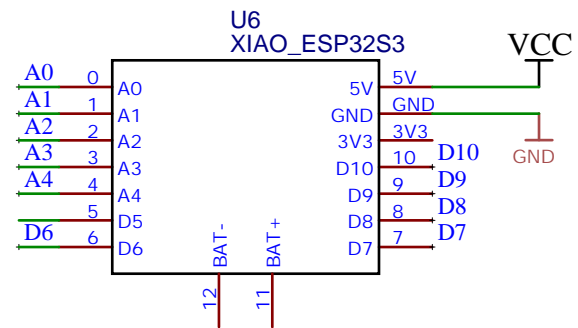 U6
XIAO_ESP32S3
VCC
A0 0 A0 5V 5V
A1 1 A1 GND GND
A2 2 A2 3V3 3V3
A3 3 A3 D10 10 D10
GND
A4 4 A4 D9 9 D9
5 D5 D8 8 D8
D6 6 D6 D7 7 D7
BAT- BAT+
12 11